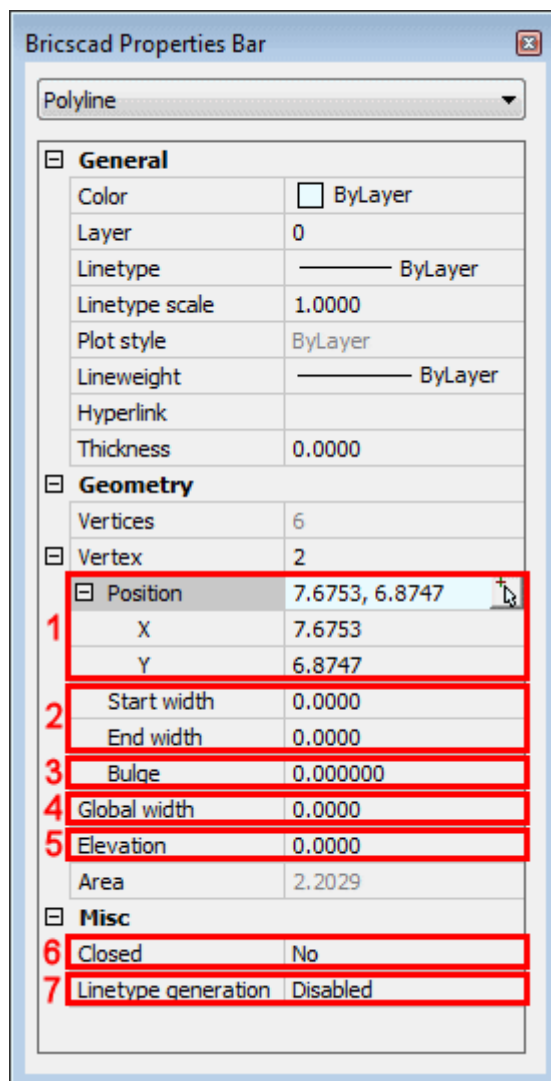 Bricscad Properties Bar
Polyline
General
Color ByLayer
Layer 0
Linetype ByLayer
Linetype scale 1.0000
Plot style ByLayer
Lineweight ByLayer
Hyperlink
Thickness 0.0000
Geometry
Vertices 6
Vertex 2
1
Position 7.6753, 6.8747
X 7.6753
Y 6.8747
2
Start width 0.0000
End width 0.0000
3 Bulge 0.000000
4 Global width 0.0000
5 Elevation 0.0000
Area 2.2029
Misc
6 Closed No
7 Linetype generation Disabled